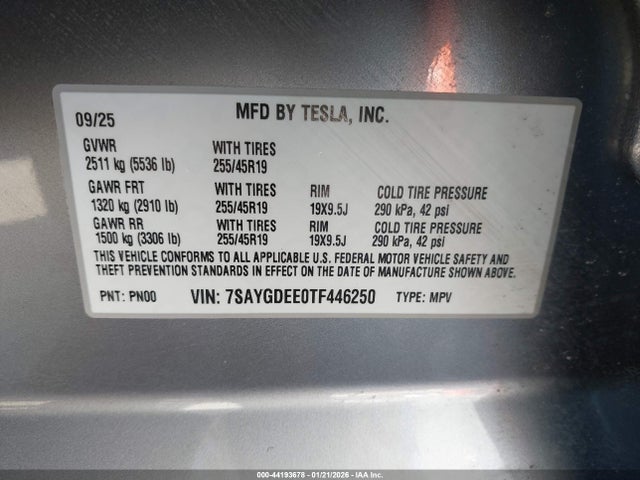 09/25 MFD BY TESLA, INC.
GVWR WITH TIRES
2511 kg (5536 lb) 255/45R19
GAWR FRT WITH TIRES RIM COLD TIRE PRESSURE
1320 kg (2910 lb) 255/45R19 19X9.5J 290 kPa, 42 psi
GAWR RR WITH TIRES RIM COLD TIRE PRESSURE
1500 kg (3306 lb) 255/45R19 19X9.5J 290 kPa, 42 psi
THIS VEHICLE CONFORMS TO ALL APPLICABLE U.S. FEDERAL MOTOR VEHICLE SAFETY AND
THEFT PREVENTION STANDARDS IN EFFECT ON THE DATE OF MANUFACTURE SHOWN ABOVE.
PNT: PN00 VIN: 7SAYGDEE0TF446250 TYPE: MPV
000-44193678 - 01/21/2026 - IAA Inc.